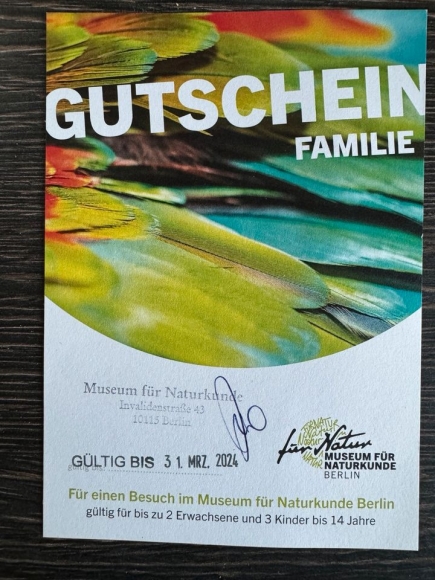 GUTSCHEIN
FAMILIE
Museum für Naturkunde
Invalidenstraße 43
10115 Berlin
GÜLTIG BIS 31. MRZ. 2024
gültig bis:
für Natur
MUSEUM FÜR
NATURKUNDE
BERLIN
Für einen Besuch im Museum für Naturkunde Berlin
gültig für bis zu 2 Erwachsene und 3 Kinder bis 14 Jahre